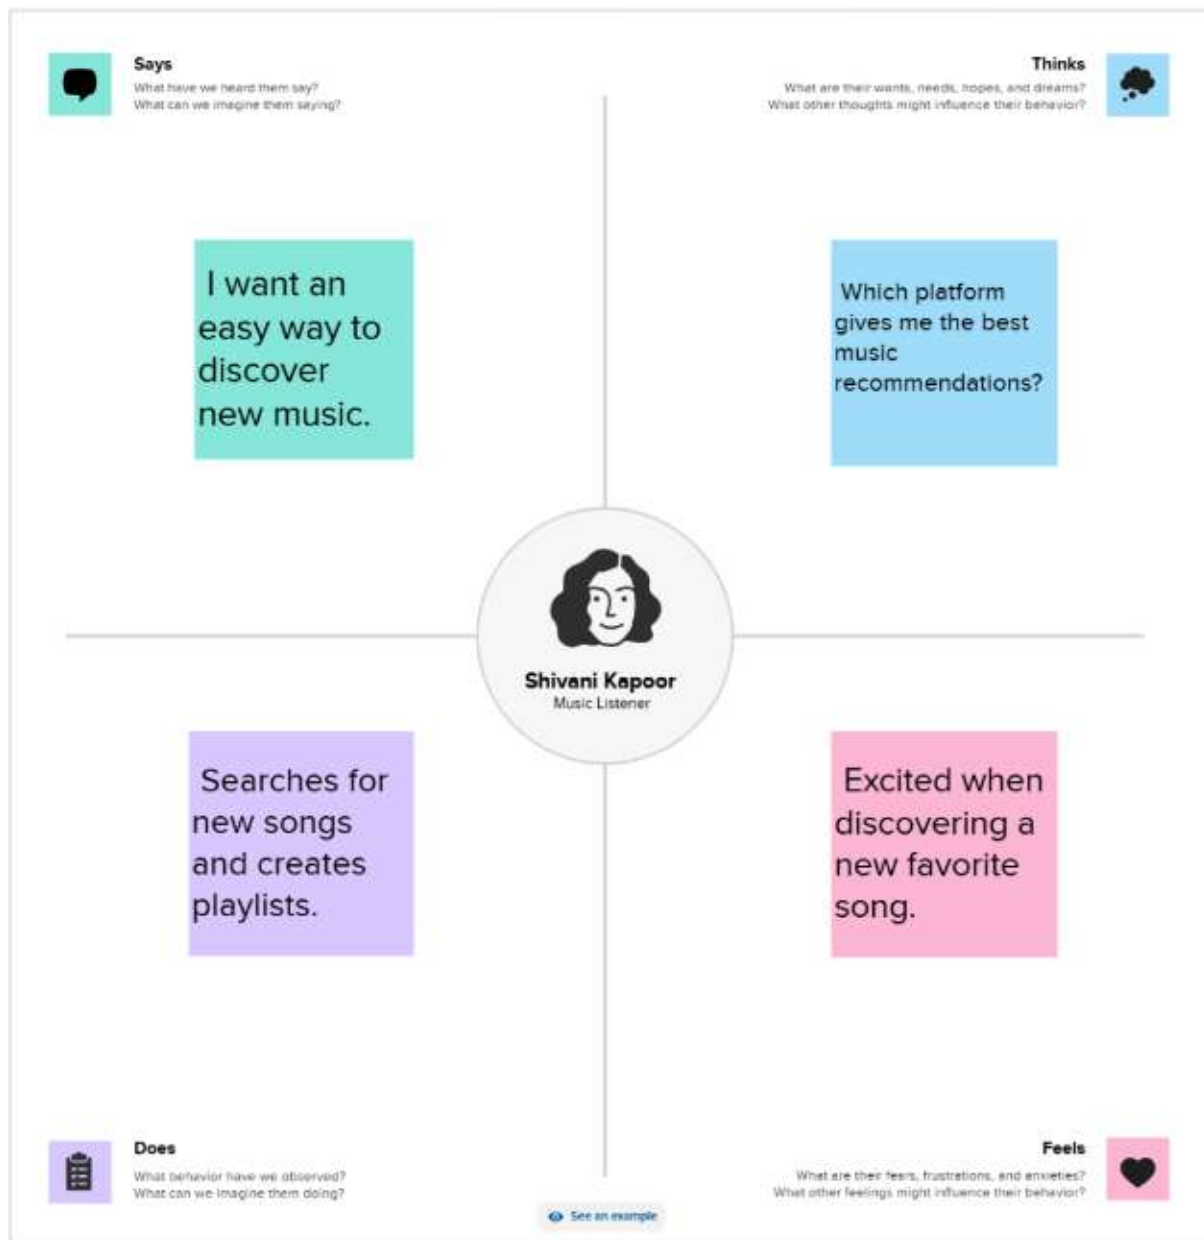 Says
What have we heard them say?
What can we imagine them saying?
Thinks
What are their wants, needs, hopes, and dreams?
What other thoughts might influence their behavior?
I want an
easy way to
discover
new music.
Which platform
gives me the best
music
recommendations?
Shivani Kapoor
Music Listener
Searches for
new songs
and creates
playlists.
Excited when
discovering a
new favorite
song.
Does
What behavior have we observed?
What can we imagine them doing?
Feels
What are their fears, frustrations, and anxieties?
What other feelings might influence their behavior?
See an example